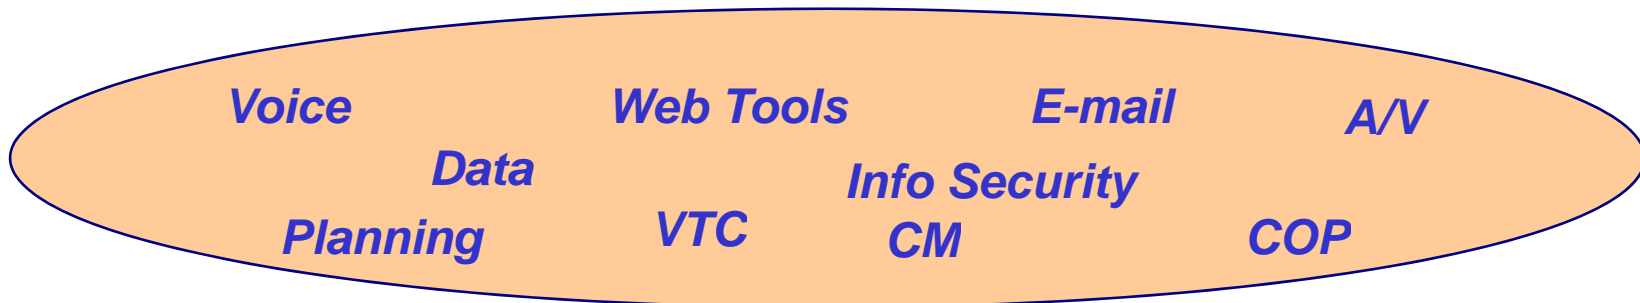 Voice
Web Tools
E-mail
A/V
Data
Info Security
Planning
VTC
CM
COP